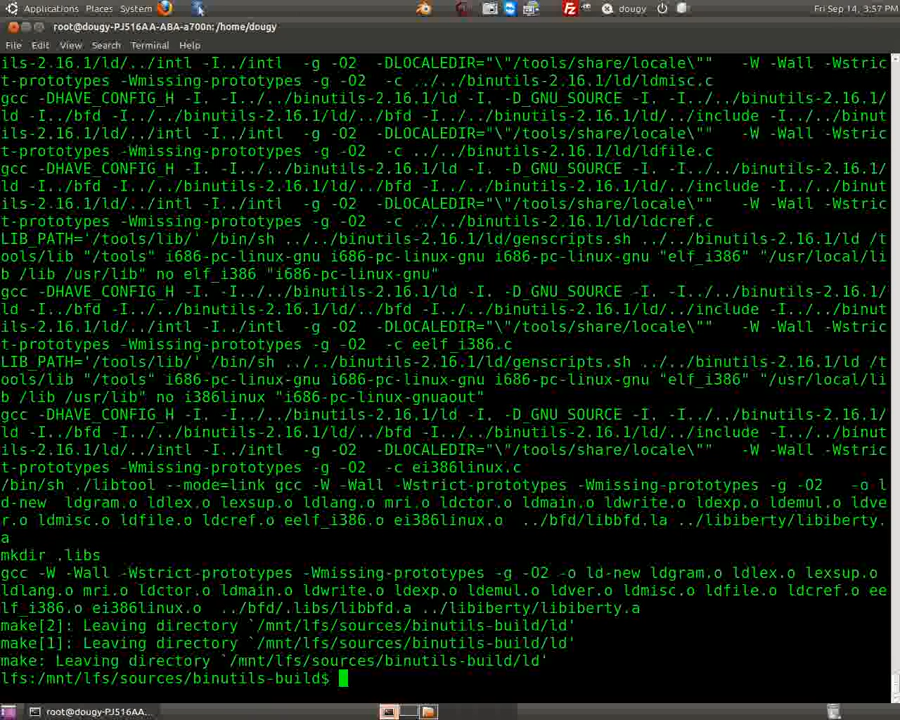 Applications Places System dougy Fri Sep 14, 3:57 PM
root@dougy-PJ516AA-ABA-a700n: /home/dougy
File Edit View Search Terminal Help
ils-2.16.1/ld/../intl -I../intl -g -O2 -DLOCALEDIR="\"/tools/share/locale\"" -W -Wall -Wstric
t-prototypes -Wmissing-prototypes -g -O2 -c ../../binutils-2.16.1/ld/ldmisc.c
gcc -DHAVE_CONFIG_H -I. -I../../binutils-2.16.1/ld -I. -D_GNU_SOURCE -I. -I../../binutils-2.16.1/
ld -I../bfd -I../../binutils-2.16.1/ld/../bfd -I../../binutils-2.16.1/ld/../include -I../../binut
ils-2.16.1/ld/../intl -I../intl -g -O2 -DLOCALEDIR="\"/tools/share/locale\"" -W -Wall -Wstric
t-prototypes -Wmissing-prototypes -g -O2 -c ../../binutils-2.16.1/ld/ldfile.c
gcc -DHAVE_CONFIG_H -I. -I../../binutils-2.16.1/ld -I. -D_GNU_SOURCE -I. -I../../binutils-2.16.1/
ld -I../bfd -I../../binutils-2.16.1/ld/../bfd -I../../binutils-2.16.1/ld/../include -I../../binut
ils-2.16.1/ld/../intl -I../intl -g -O2 -DLOCALEDIR="\"/tools/share/locale\"" -W -Wall -Wstric
t-prototypes -Wmissing-prototypes -g -O2 -c ../../binutils-2.16.1/ld/ldcref.c
LIB_PATH='/tools/lib/' /bin/sh ../../binutils-2.16.1/ld/genscripts.sh ../../binutils-2.16.1/ld /t
ools/lib "/tools" i686-pc-linux-gnu i686-pc-linux-gnu i686-pc-linux-gnu "elf_i386" "/usr/local/li
b /lib /usr/lib" no elf_i386 "i686-pc-linux-gnu"
gcc -DHAVE_CONFIG_H -I. -I../../binutils-2.16.1/ld -I. -D_GNU_SOURCE -I. -I../../binutils-2.16.1/
ld -I../bfd -I../../binutils-2.16.1/ld/../bfd -I../../binutils-2.16.1/ld/../include -I../../binut
ils-2.16.1/ld/../intl -I../intl -g -O2 -DLOCALEDIR="\"/tools/share/locale\"" -W -Wall -Wstric
t-prototypes -Wmissing-prototypes -g -O2 -c eelf_i386.c
LIB_PATH='/tools/lib/' /bin/sh ../../binutils-2.16.1/ld/genscripts.sh ../../binutils-2.16.1/ld /t
ools/lib "/tools" i686-pc-linux-gnu i686-pc-linux-gnu i686-pc-linux-gnu "elf_i386" "/usr/local/li
b /lib /usr/lib" no i386linux "i686-pc-linux-gnuaout"
gcc -DHAVE_CONFIG_H -I. -I../../binutils-2.16.1/ld -I. -D_GNU_SOURCE -I. -I../../binutils-2.16.1/
ld -I../bfd -I../../binutils-2.16.1/ld/../bfd -I../../binutils-2.16.1/ld/../include -I../../binut
ils-2.16.1/ld/../intl -I../intl -g -O2 -DLOCALEDIR="\"/tools/share/locale\"" -W -Wall -Wstric
t-prototypes -Wmissing-prototypes -g -O2 -c ei386linux.c
/bin/sh ./libtool --mode=link gcc -W -Wall -Wstrict-prototypes -Wmissing-prototypes -g -O2 -o l
d-new ldgram.o ldlex.o lexsup.o ldlang.o mri.o ldctor.o ldmain.o ldwrite.o ldexp.o ldemul.o ldve
r.o ldmisc.o ldfile.o ldcref.o eelf_i386.o ei386linux.o ../bfd/libbfd.la ../libiberty/libiberty.
a
mkdir .libs
gcc -W -Wall -Wstrict-prototypes -Wmissing-prototypes -g -O2 -o ld-new ldgram.o ldlex.o lexsup.o
ldlang.o mri.o ldctor.o ldmain.o ldwrite.o ldexp.o ldemul.o ldver.o ldmisc.o ldfile.o ldcref.o ee
lf_i386.o ei386linux.o ../bfd/.libs/libbfd.a ../libiberty/libiberty.a
make[2]: Leaving directory `/mnt/lfs/sources/binutils-build/ld'
make[1]: Leaving directory `/mnt/lfs/sources/binutils-build/ld'
make: Leaving directory `/mnt/lfs/sources/binutils-build/ld'
lfs:/mnt/lfs/sources/binutils-build$
root@dougy-PJ516AA...